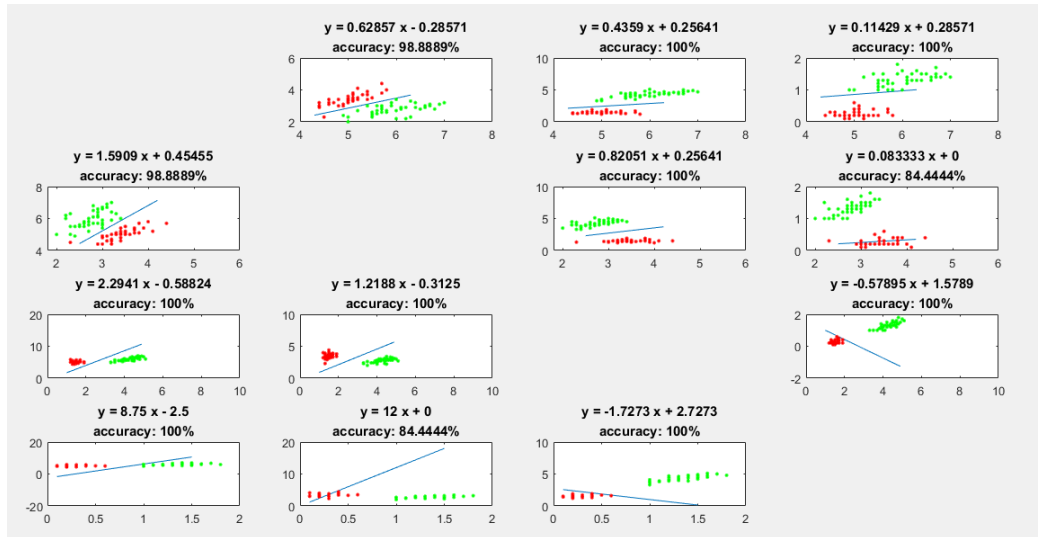 y = 0.62857 x - 0.28571
accuracy: 98.8889%
6
4
2
4 5 6 7 8
y = 0.4359 x + 0.25641
accuracy: 100%
10
5
0
4 5 6 7 8
y = 0.11429 x + 0.28571
accuracy: 100%
2
1
0
4 5 6 7 8
y = 1.5909 x + 0.45455
accuracy: 98.8889%
8
6
4
2 3 4 5 6
y = 0.82051 x + 0.25641
accuracy: 100%
10
5
0
2 3 4 5 6
y = 0.083333 x + 0
accuracy: 84.4444%
2
1
0
2 3 4 5 6
y = 2.2941 x - 0.58824
accuracy: 100%
20
10
0
0 2 4 6 8 10
y = 1.2188 x - 0.3125
accuracy: 100%
10
5
0
0 2 4 6 8 10
y = -0.57895 x + 1.5789
accuracy: 100%
2
0
-2
0 2 4 6 8 10
y = 8.75 x - 2.5
accuracy: 100%
20
0
-20
0 0.5 1 1.5 2
y = 12 x + 0
accuracy: 84.4444%
20
10
0
0 0.5 1 1.5 2
y = -1.7273 x + 2.7273
accuracy: 100%
10
5
0
0 0.5 1 1.5 2